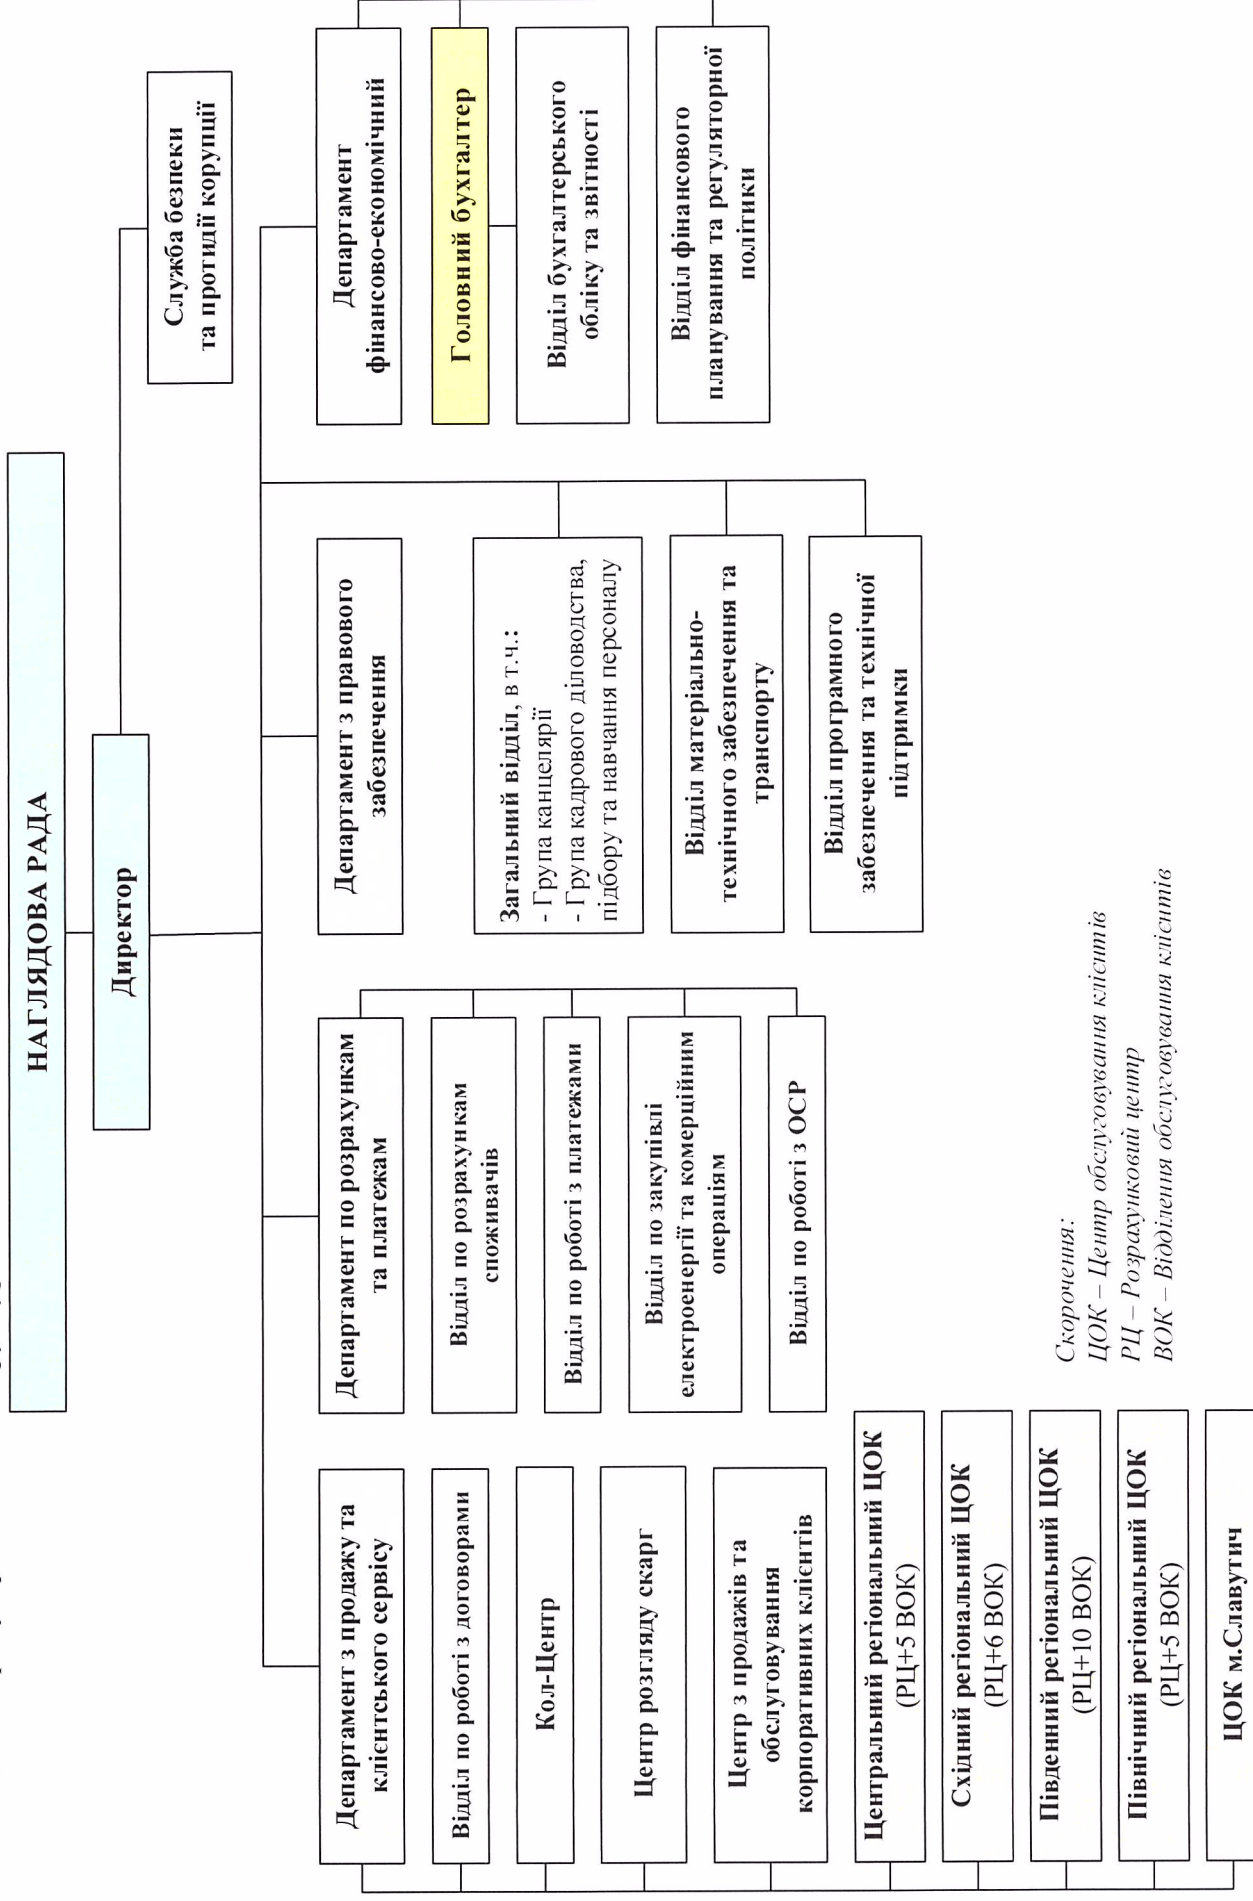 НАГЛЯДОВА РАДА
Директор
Служба безпеки
та протидії корупції
Департамент з продажу та
клієнтського сервісу
Відділ по роботі з договорами
Кол-Центр
Центр розгляду скарг
Центр з продажів та
обслуговування
корпоративних клієнтів
Центральний регіональний ЦОК
(РЦ+5 ВОК)
Східний регіональний ЦОК
(РЦ+6 ВОК)
Південний регіональний ЦОК
(РЦ+10 ВОК)
Північний регіональний ЦОК
(РЦ+5 ВОК)
ЦОК м.Славутич
Департамент по розрахункам
та платежам
Відділ по розрахункам
споживачів
Відділ по роботі з платежами
Відділ по закупівлі
електроенергії та комерційним
операціям
Відділ по роботі з ОСР
Департамент з правового
забезпечення
Загальний відділ, в т.ч.:
- Група канцелярії
- Група кадрового діловодства,
підбору та навчання персоналу
Відділ матеріально-
технічного забезпечення та
транспорту
Відділ програмного
забезпечення та технічної
підтримки
Департамент
фінансово-економічний
Головний бухгалтер
Відділ бухгалтерського
обліку та звітності
Відділ фінансового
планування та регуляторної
політики
Скорочення:
ЦОК – Центр обслуговування клієнтів
РЦ – Розрахунковий центр
ВОК – Відділення обслуговування клієнтів